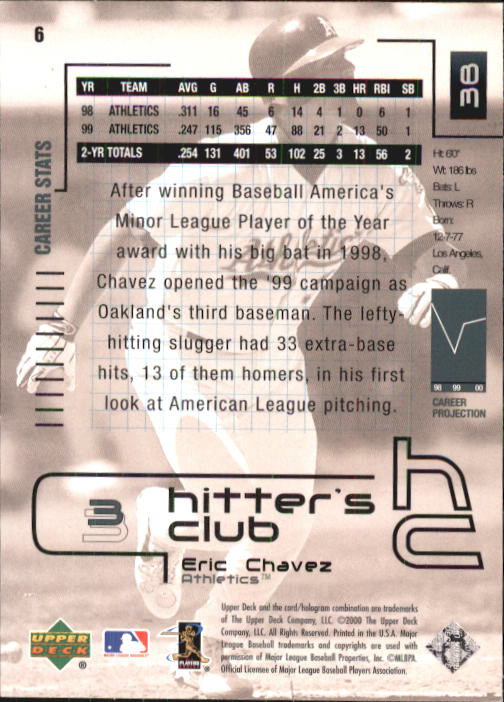 6
38
YR TEAM AVG G AB R H 2B 3B HR RBI SB
98 ATHLETICS .311 16 45 6 14 4 1 0 6 1
99 ATHLETICS .247 115 356 47 88 21 2 13 50 1
2-YR TOTALS .254 131 401 53 102 25 3 13 56 2
CAREER STATS
Ht: 6'0"
Wt: 186 lbs
Bats: L
Throws: R
Born:
12-7-77
Los Angeles,
Calif.
After winning Baseball America's
Minor League Player of the Year
award with his big bat in 1998,
Chavez opened the '99 campaign as
Oakland's third baseman. The lefty-
hitting slugger had 33 extra-base
hits, 13 of them homers, in his first
look at American League pitching.
98 99 00
CAREER
PROJECTION
hc
3
hitter's
club
Eric Chavez
Athletics™
Upper Deck and the card/hologram combination are trademarks
of The Upper Deck Company, LLC. ©2000 The Upper Deck
Company, LLC. All Rights Reserved. Printed in the U.S.A. Major
League Baseball trademarks and copyrights are used with
permission of Major League Baseball Properties, Inc. ©MLBPA
Official Licensee of Major League Baseball Players Association.
UPPER
DECK
®
PLAYERS